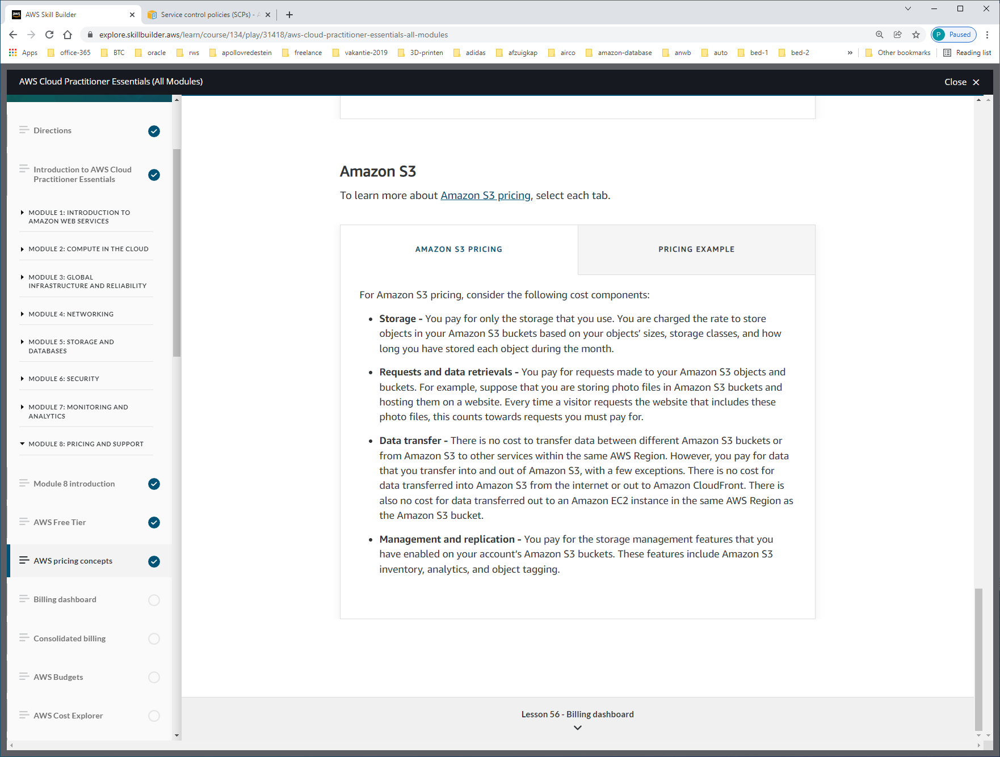 AWS Skill Builder
Service control policies (SCPs) - A
explore.skillbuilder.aws/learn/course/134/play/31418/aws-cloud-practitioner-essentials-all-modules
P Paused
Apps office-365 BTC oracle rws apollovredestein freelance vakantie-2019 3D-printen adidas afzuigkap airco amazon-database anwb auto bed-1 bed-2 » Other bookmarks Reading list
AWS Cloud Practitioner Essentials (All Modules)
Close
Directions
Introduction to AWS Cloud
Practitioner Essentials
MODULE 1: INTRODUCTION TO
AMAZON WEB SERVICES
MODULE 2: COMPUTE IN THE CLOUD
MODULE 3: GLOBAL
INFRASTRUCTURE AND RELIABILITY
MODULE 4: NETWORKING
MODULE 5: STORAGE AND
DATABASES
MODULE 6: SECURITY
MODULE 7: MONITORING AND
ANALYTICS
MODULE 8: PRICING AND SUPPORT
Module 8 introduction
AWS Free Tier
AWS pricing concepts
Billing dashboard
Consolidated billing
AWS Budgets
AWS Cost Explorer
Amazon S3
To learn more about Amazon S3 pricing, select each tab.
AMAZON S3 PRICING
PRICING EXAMPLE
For Amazon S3 pricing, consider the following cost components:
• Storage - You pay for only the storage that you use. You are charged the rate to store
objects in your Amazon S3 buckets based on your objects’ sizes, storage classes, and how
long you have stored each object during the month.
• Requests and data retrievals - You pay for requests made to your Amazon S3 objects and
buckets. For example, suppose that you are storing photo files in Amazon S3 buckets and
hosting them on a website. Every time a visitor requests the website that includes these
photo files, this counts towards requests you must pay for.
• Data transfer - There is no cost to transfer data between different Amazon S3 buckets or
from Amazon S3 to other services within the same AWS Region. However, you pay for data
that you transfer into and out of Amazon S3, with a few exceptions. There is no cost for
data transferred into Amazon S3 from the internet or out to Amazon CloudFront. There is
also no cost for data transferred out to an Amazon EC2 instance in the same AWS Region as
the Amazon S3 bucket.
• Management and replication - You pay for the storage management features that you
have enabled on your account’s Amazon S3 buckets. These features include Amazon S3
inventory, analytics, and object tagging.
Lesson 56 - Billing dashboard